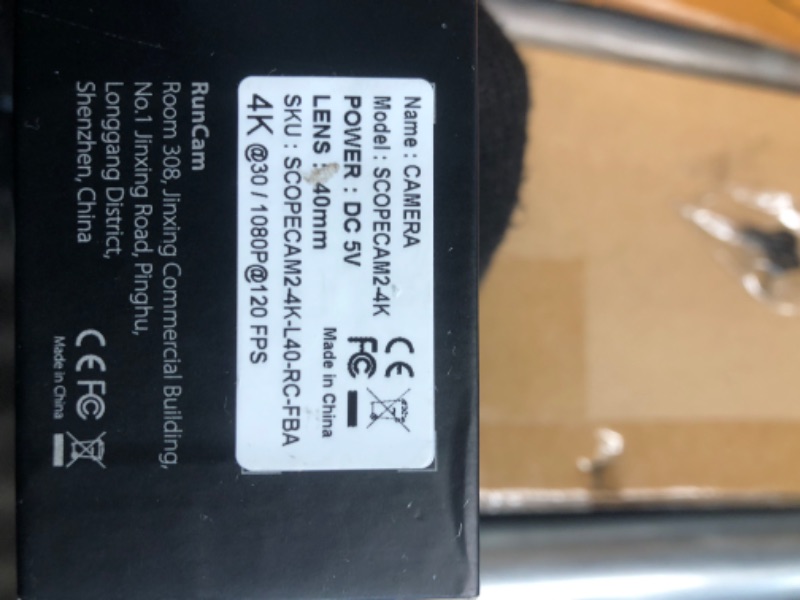 Name : CAMERA
Model : SCOPECAM2-4K
POWER : DC 5V
LENS : 40mm
Made in China
SKU : SCOPECAM2-4K-L40-RC-FBA
4K @30 / 1080P@120 FPS
RunCam
Room 308, Jinxing Commercial Building,
No.1 Jinxing Road, Pinghu,
Longgang District,
Shenzhen, China
CE FC
Made in China